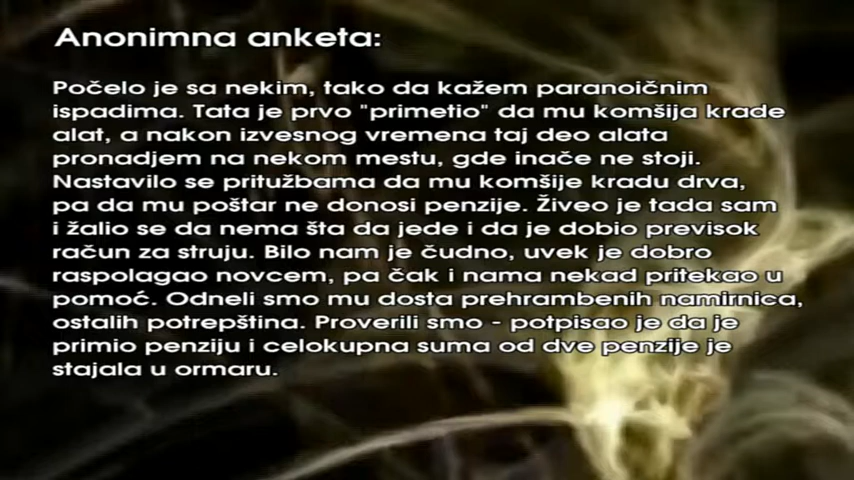 Anonimna anketa:
Počelo je sa nekim, tako da kažem paranoičnim
ispadima. Tata je prvo "primetio" da mu komšija krade
alat, a nakon izvesnog vremena taj deo alata
pronadjem na nekom mestu, gde inače ne stoji.
Nastavilo se pritužbama da mu komšije kradu drva,
pa da mu poštar ne donosi penzije. Živeo je tada sam
i žalio se da nema šta da jede i da je dobio previsok
račun za struju. Bilo nam je čudno, uvek je dobro
raspolagao novcem, pa čak i nama nekad pritekao u
pomoć. Odneli smo mu dosta prehrambenih namirnica,
ostalih potrepština. Proverili smo - potpisao je da je
primio penziju i celokupna suma od dve penzije je
stajala u ormaru.